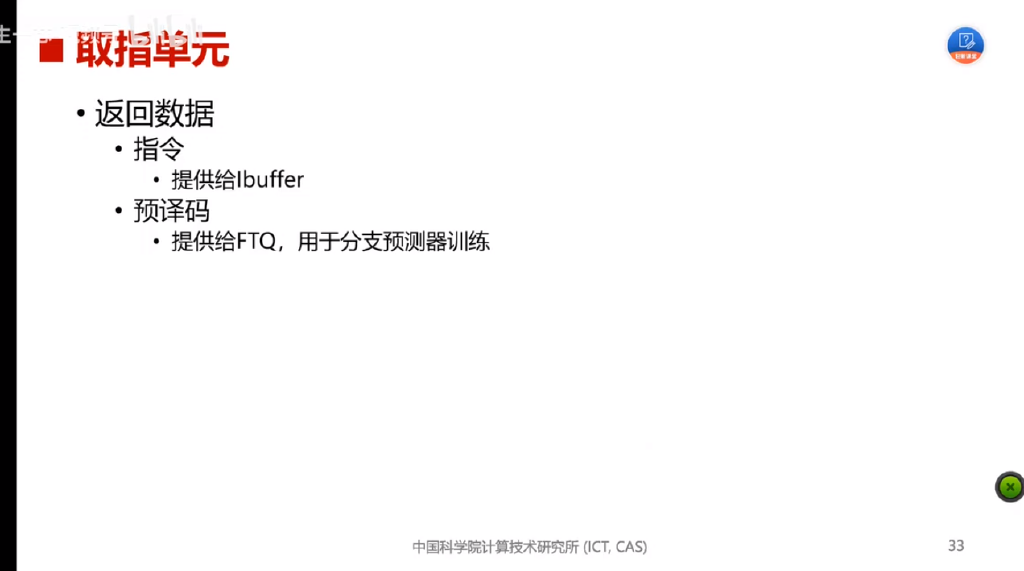 取指单元
• 返回数据
• 指令
• 提供给Ibuffer
• 预译码
• 提供给FTQ，用于分支预测器训练
中国科学院计算技术研究所 (ICT, CAS)
33